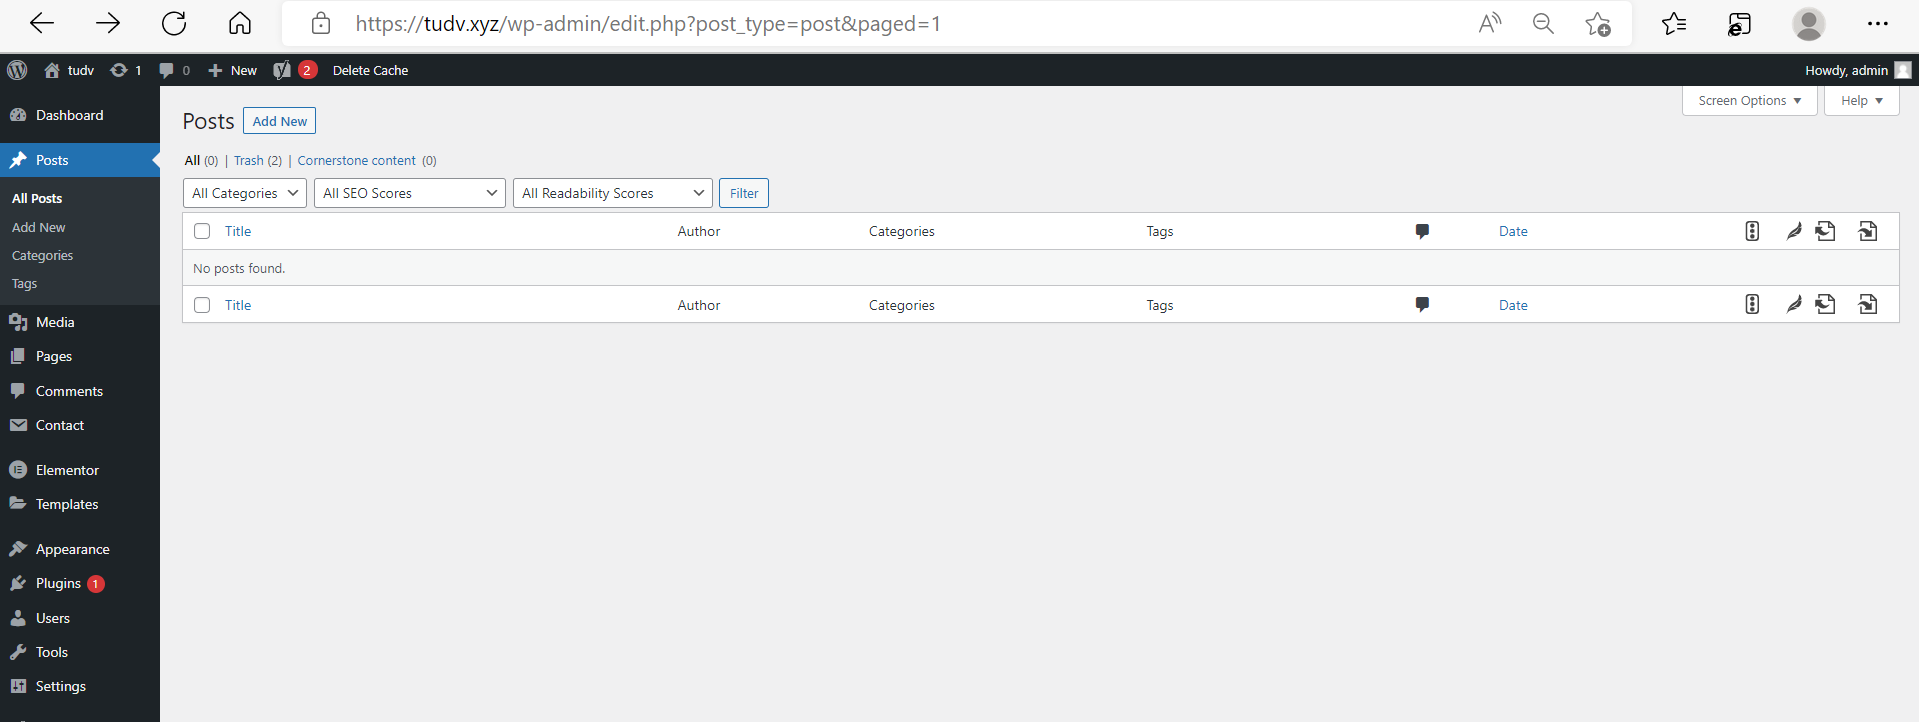 https://tudv.xyz/wp-admin/edit.php?post_type=post&paged=1
tudv 1 0 New 2 Delete Cache Howdy, admin
Screen Options Help
Dashboard
Posts
All Posts
Add New
Categories
Tags
Media
Pages
Comments
Contact
Elementor
Templates
Appearance
Plugins 1
Users
Tools
Settings
Posts Add New
All (0) | Trash (2) | Cornerstone content (0)
All Categories All SEO Scores All Readability Scores Filter
Title Author Categories Tags Date
No posts found.
Title Author Categories Tags Date